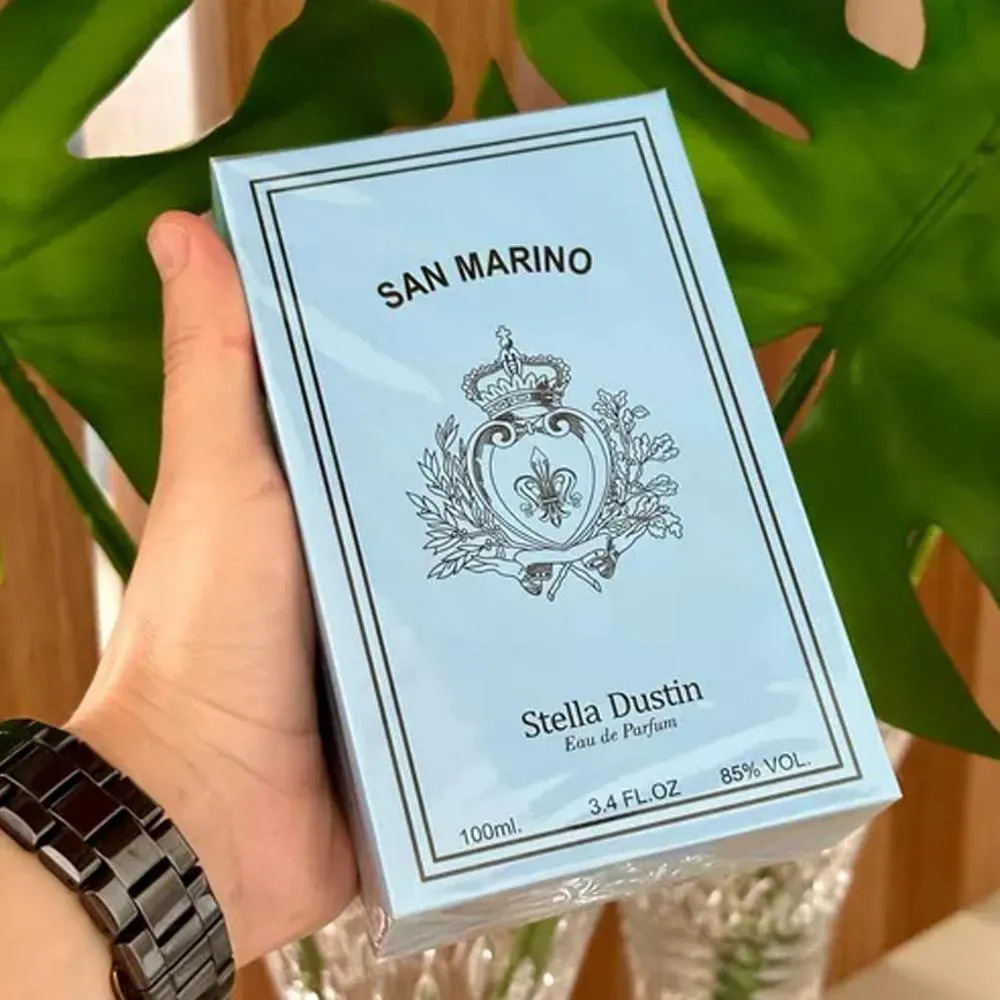 SAN MARINO
Stella Dustin
Eau de Parfum
100ml. 3.4 FL.OZ 85% VOL.